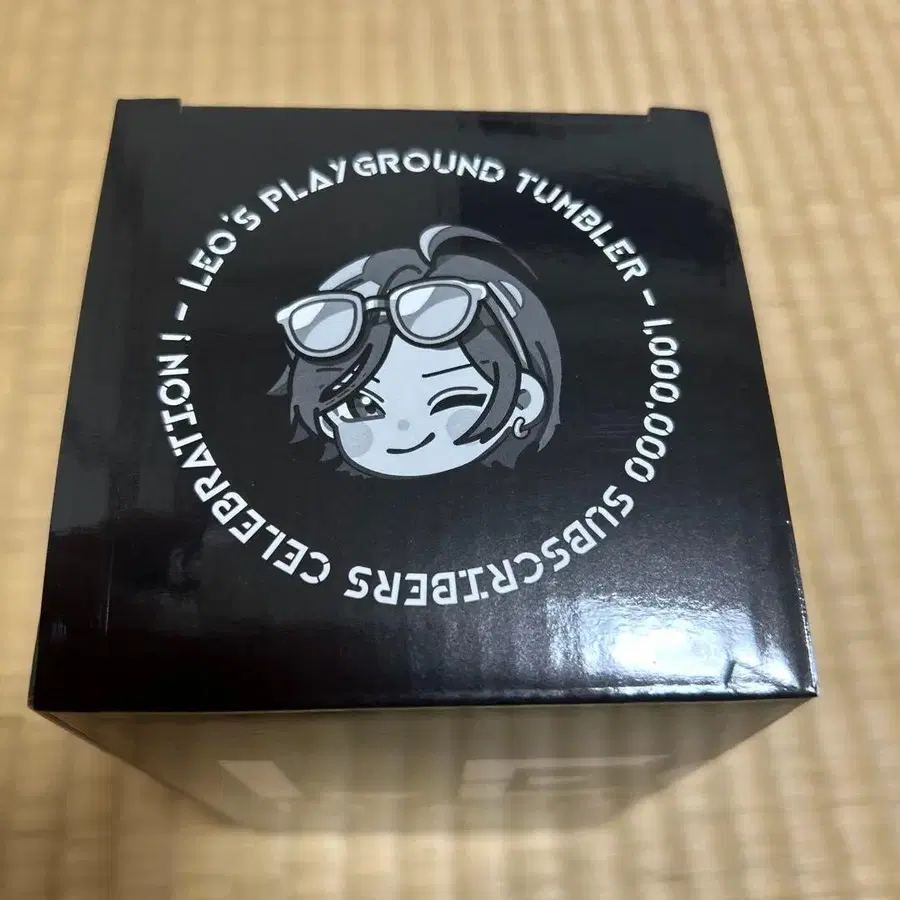 LEO'S PLAYGROUND TUMBLER - 1,000,000 SUBSCRIBERS CELEBRATION! -